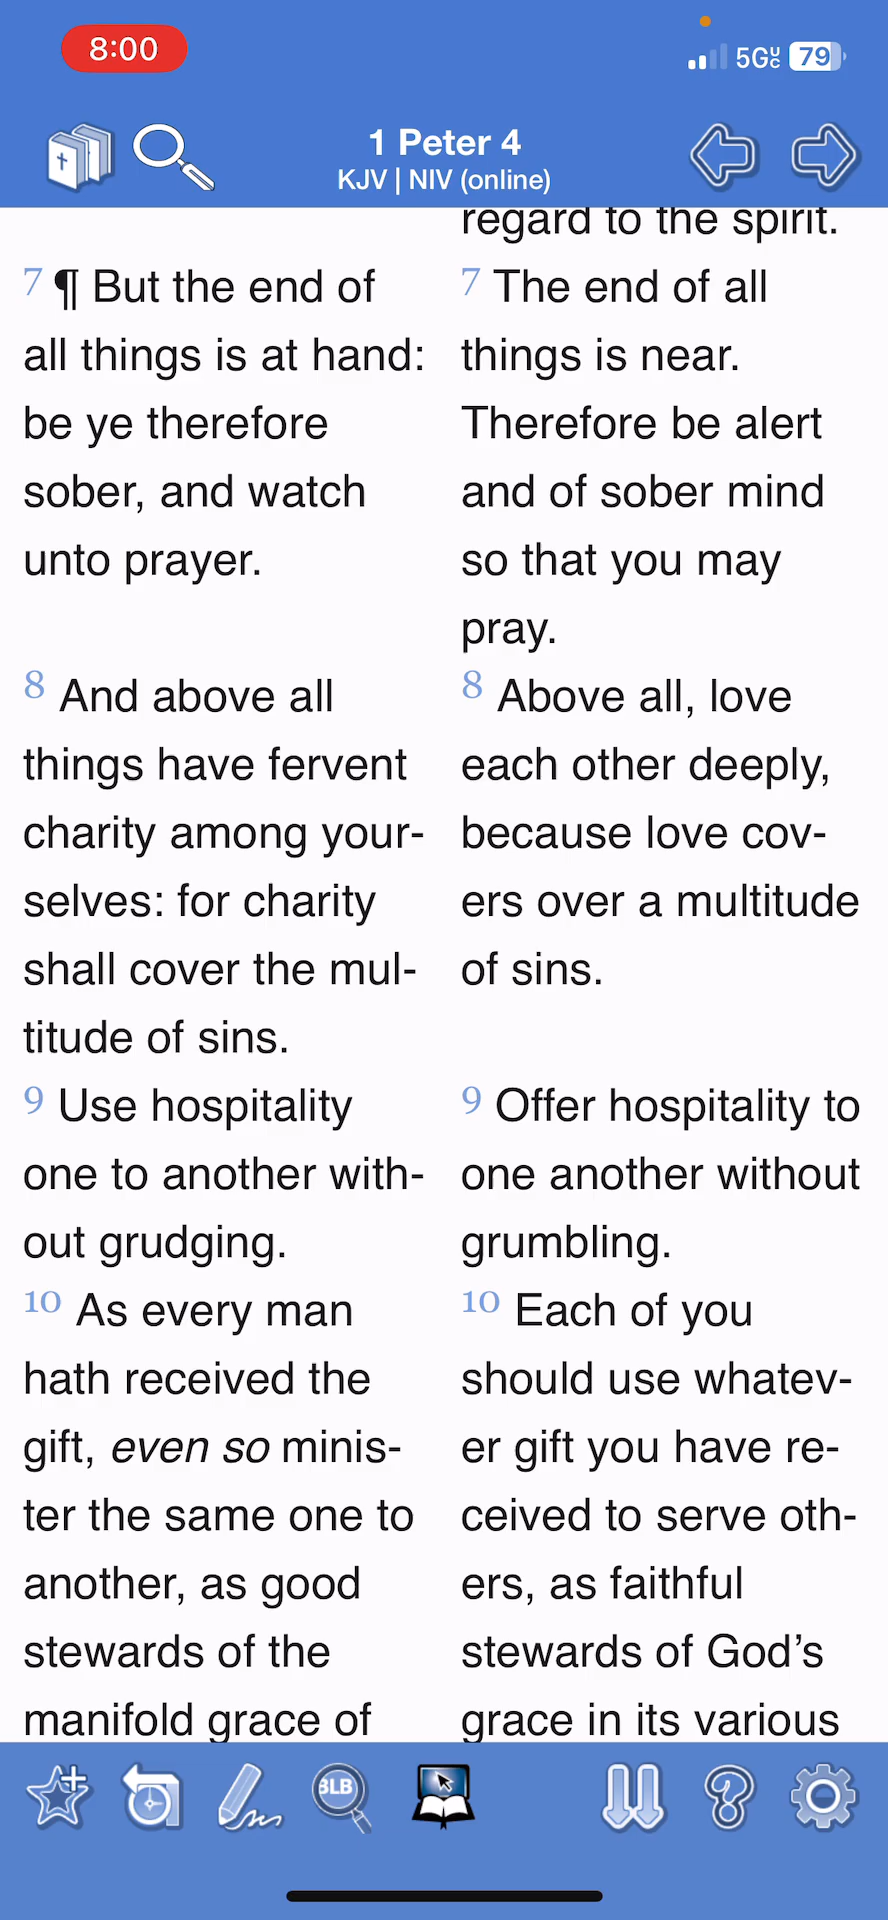 8:00
5GUC 79
1 Peter 4
KJV | NIV (online)
regard to the spirit.
7 ¶ But the end of
all things is at hand:
be ye therefore
sober, and watch
unto prayer.
8 And above all
things have fervent
charity among your-
selves: for charity
shall cover the mul-
titude of sins.
9 Use hospitality
one to another with-
out grudging.
10 As every man
hath received the
gift, even so minis-
ter the same one to
another, as good
stewards of the
manifold grace of
7 The end of all
things is near.
Therefore be alert
and of sober mind
so that you may
pray.
8 Above all, love
each other deeply,
because love cov-
ers over a multitude
of sins.
9 Offer hospitality to
one another without
grumbling.
10 Each of you
should use whatev-
er gift you have re-
ceived to serve oth-
ers, as faithful
stewards of God’s
grace in its various
BLB